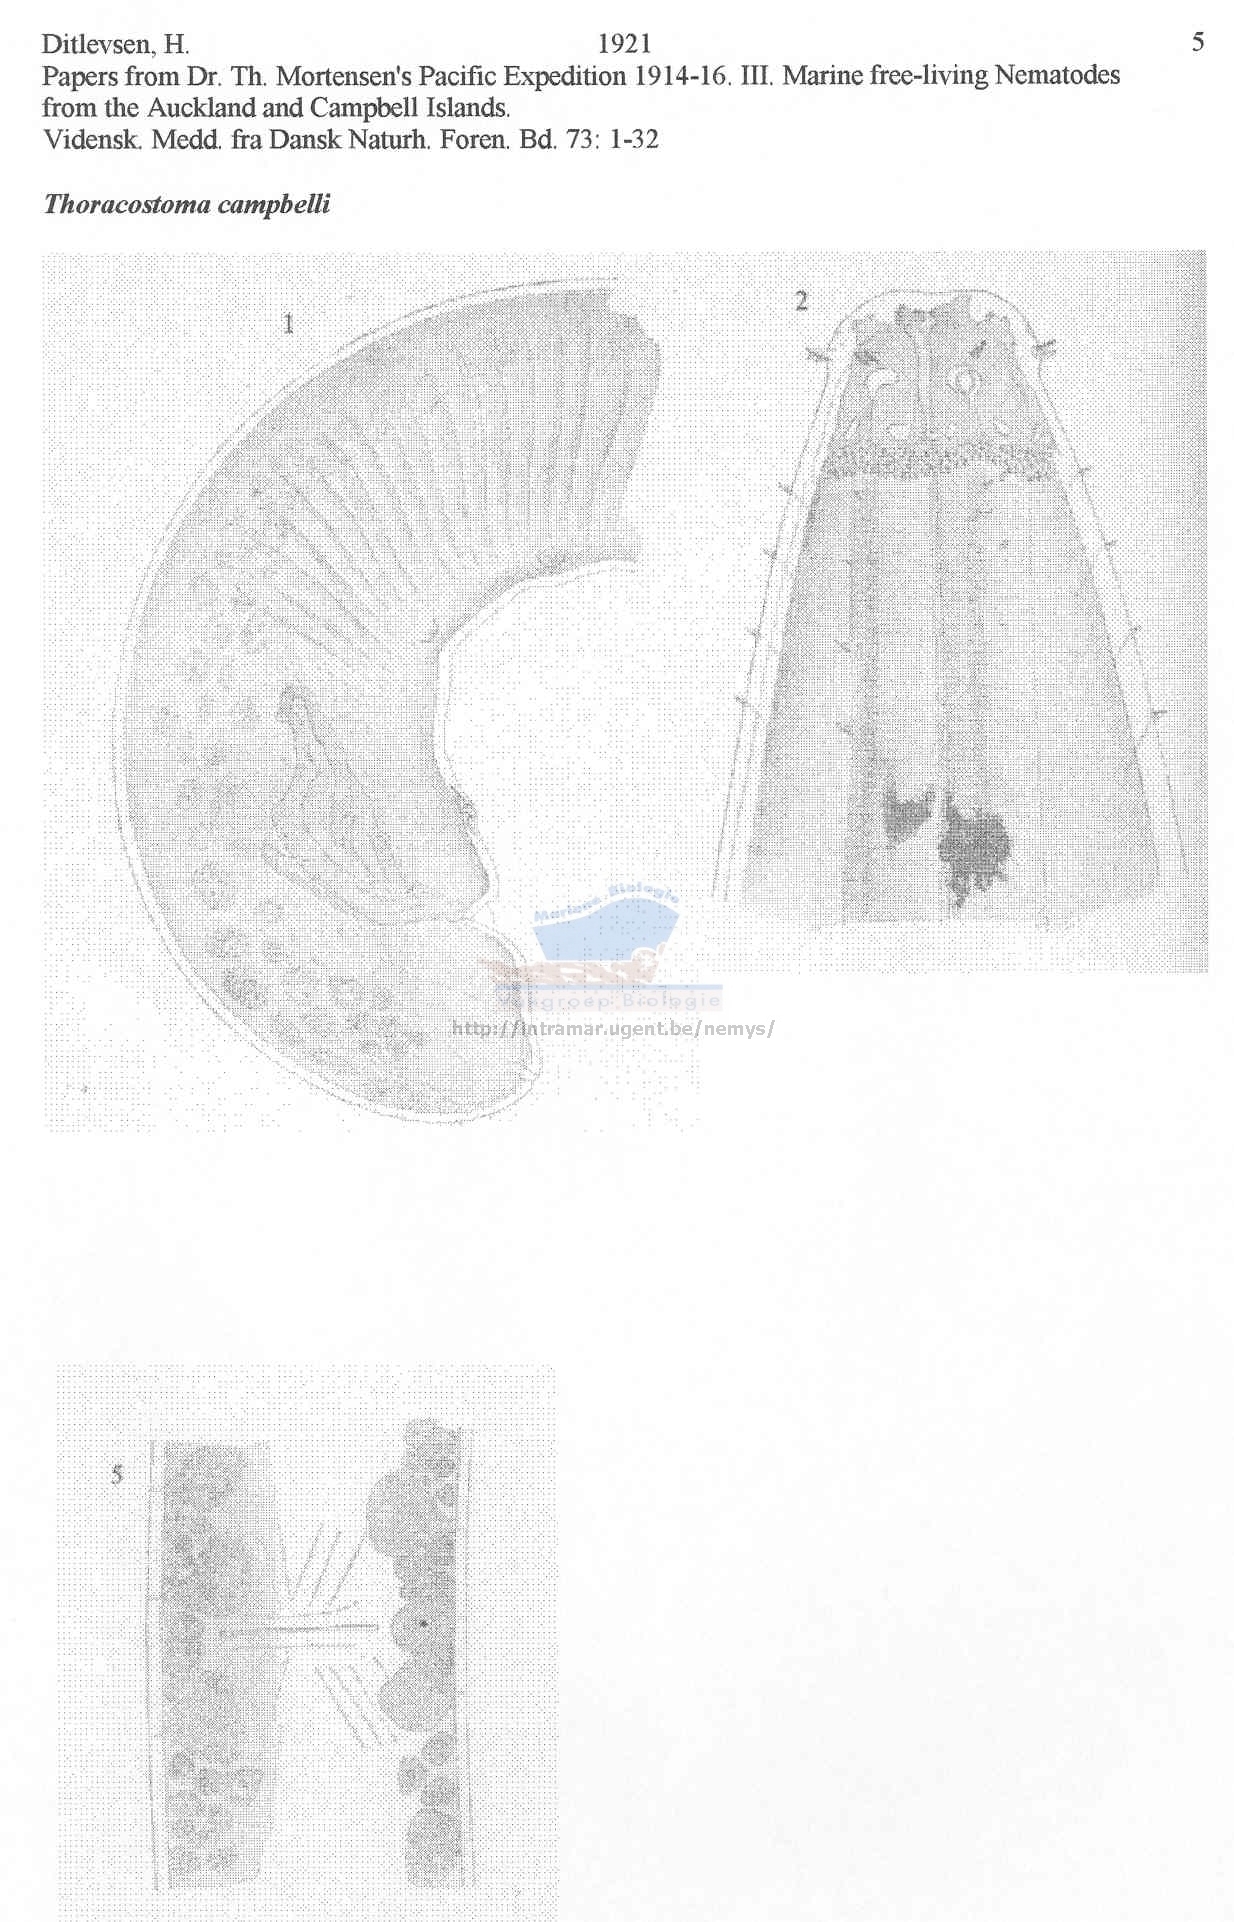 Ditlevsen, H. 1921 5
Papers from Dr. Th. Mortensen's Pacific Expedition 1914-16. III. Marine free-living Nematodes
from the Auckland and Campbell Islands.
Vidensk. Medd. fra Dansk Naturh. Foren. Bd. 73: 1-32
Thoracostoma campbelli
1
2
Mariene Biologie
Vakgroep Biologie
http://intramar.ugent.be/nemys/
5